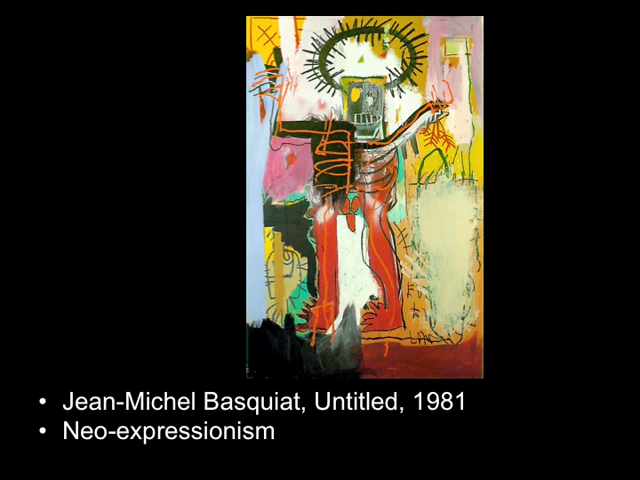 • Jean-Michel Basquiat, Untitled, 1981
• Neo-expressionism